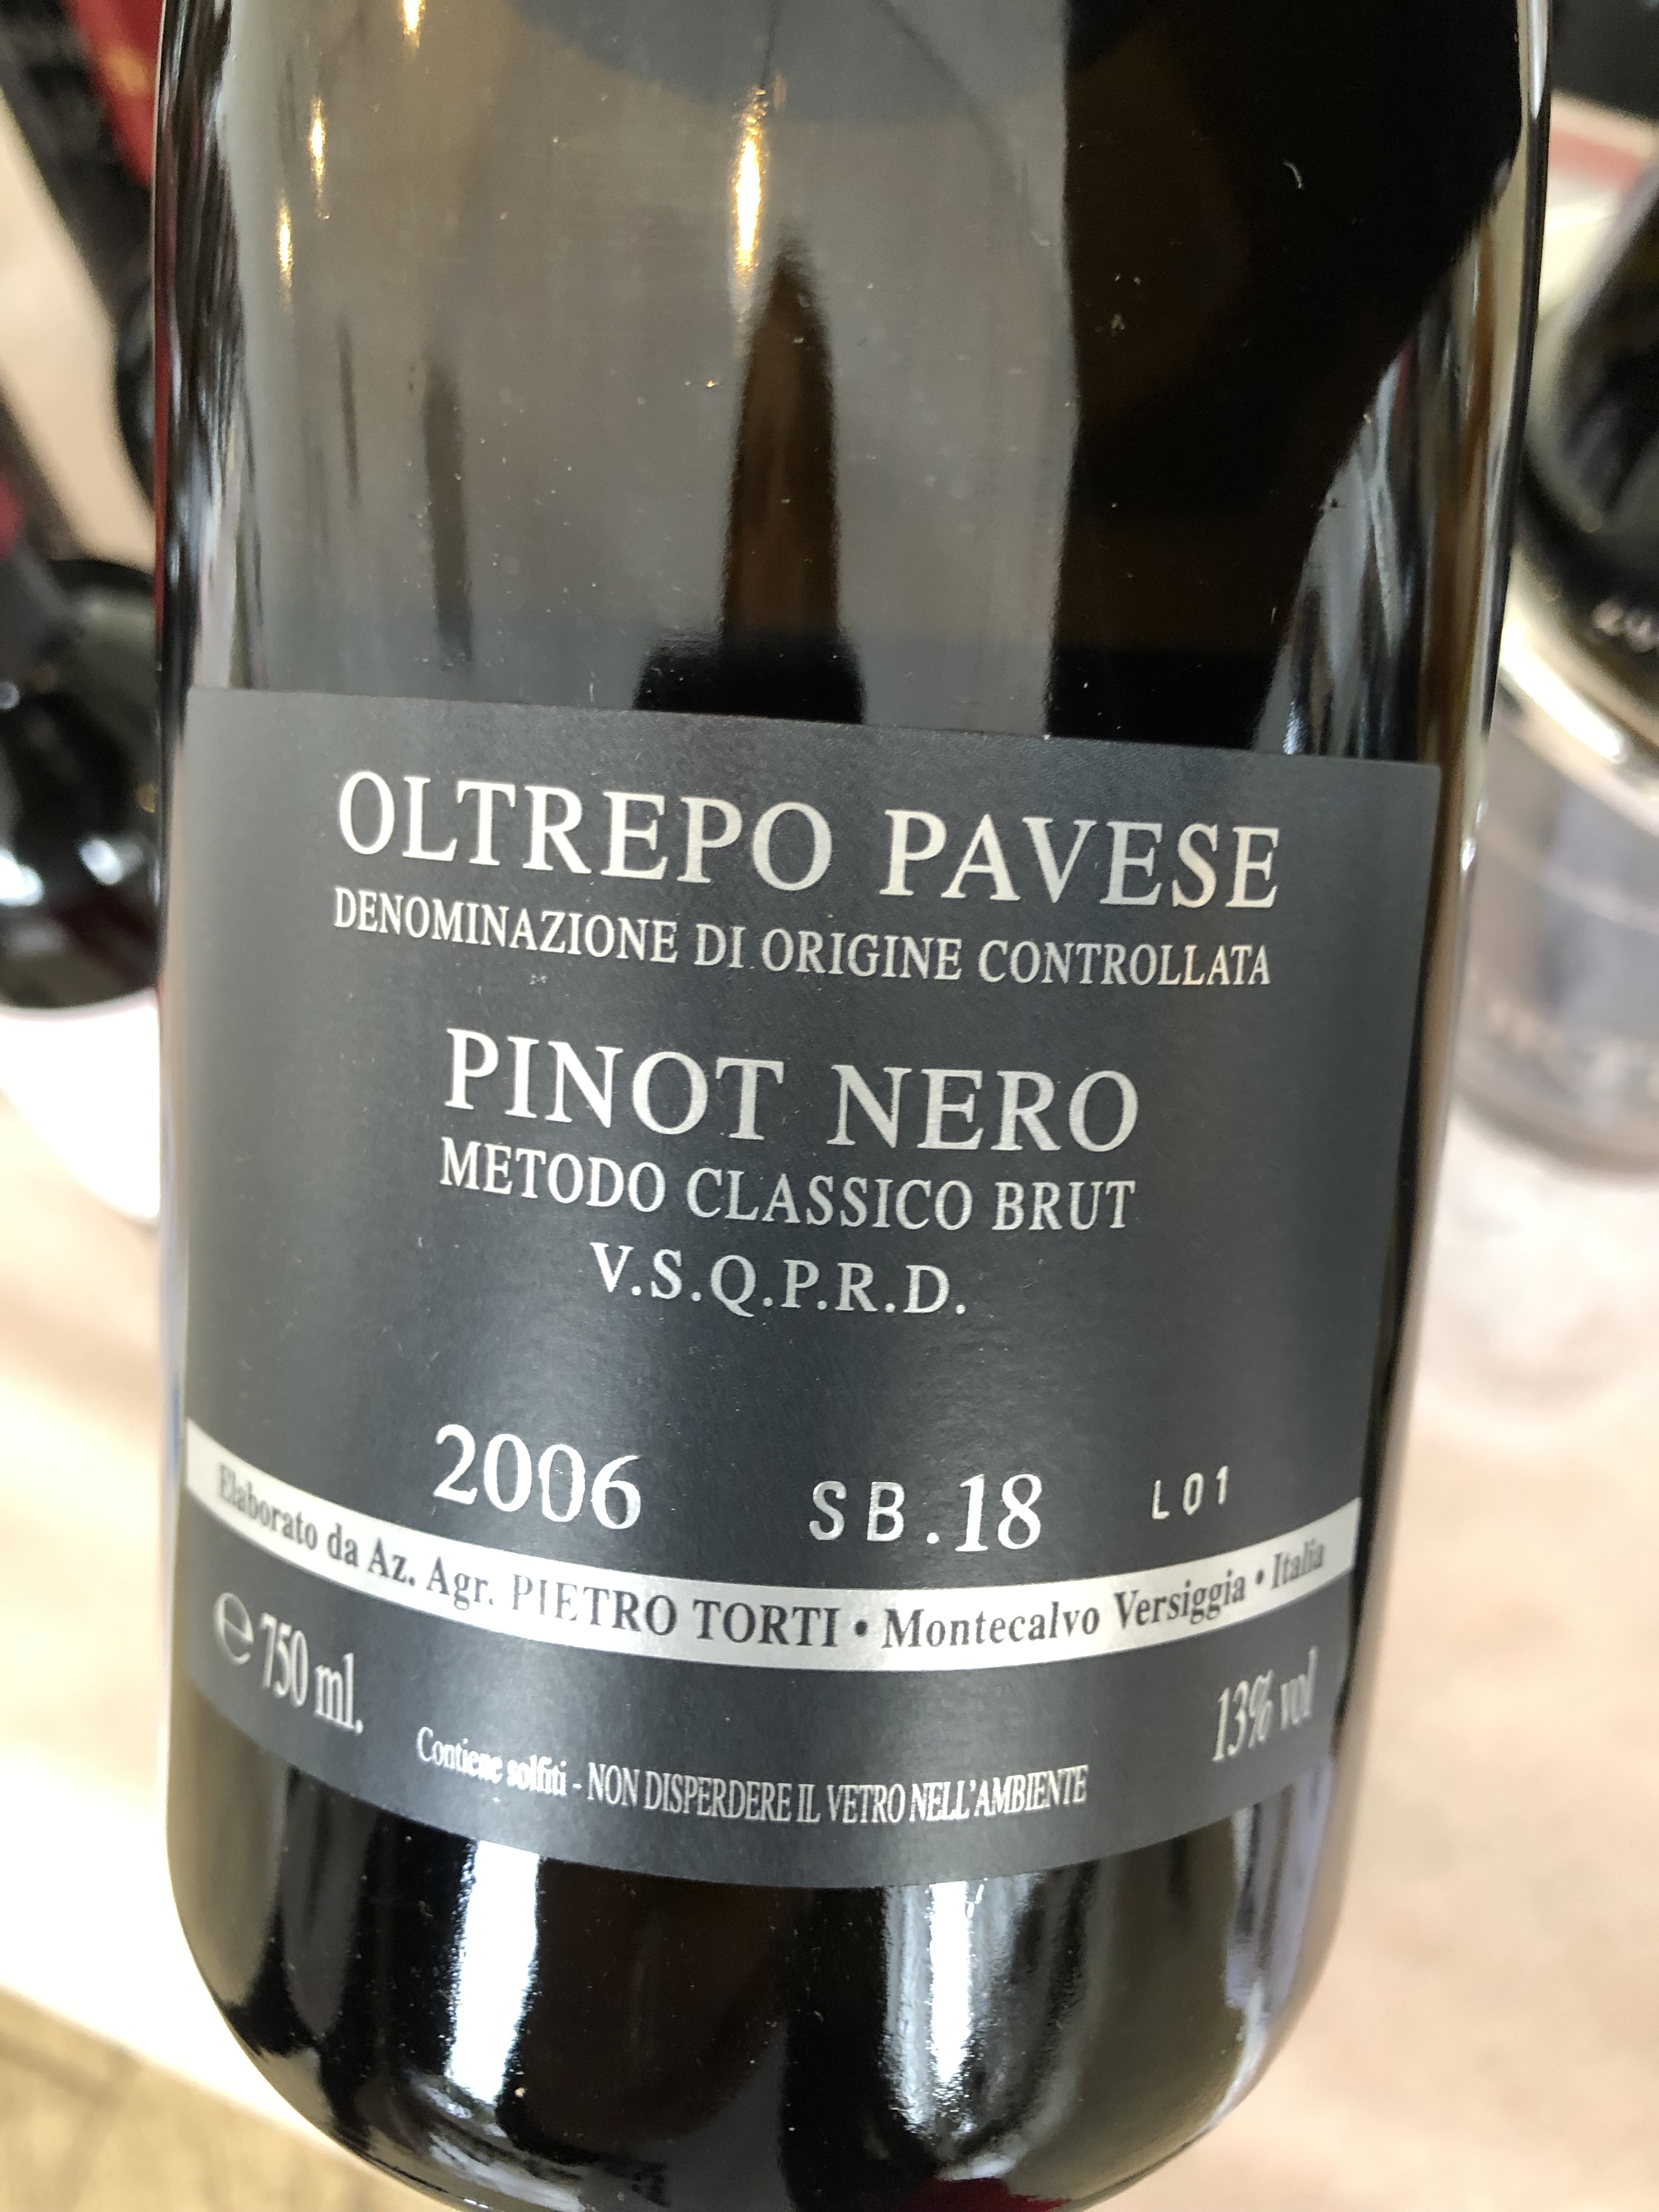 OLTREPO PAVESE
DENOMINAZIONE DI ORIGINE CONTROLLATA
PINOT NERO
METODO CLASSICO BRUT
V.S.Q.P.R.D.
2006 SB.18 L01
Elaborato da Az. Agr. PIETRO TORTI • Montecalvo Versiggia • Italia
℮ 750 ml. 13% vol
Contiene solfiti - NON DISPERDERE IL VETRO NELL'AMBIENTE